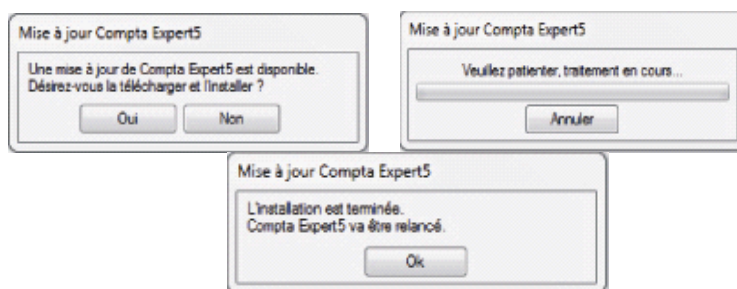 Mise à jour Compta Expert5
Une mise à jour de Compta Expert5 est disponible.
Désirez-vous la télécharger et l'installer ?
Oui
Non
Mise à jour Compta Expert5
Veuillez patienter, traitement en cours...
Annuler
Mise à jour Compta Expert5
L'installation est terminée.
Compta Expert5 va être relancé.
Ok